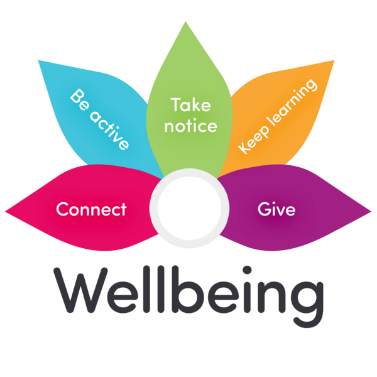 Connect
Be active
Take
notice
Keep learning
Give
Wellbeing